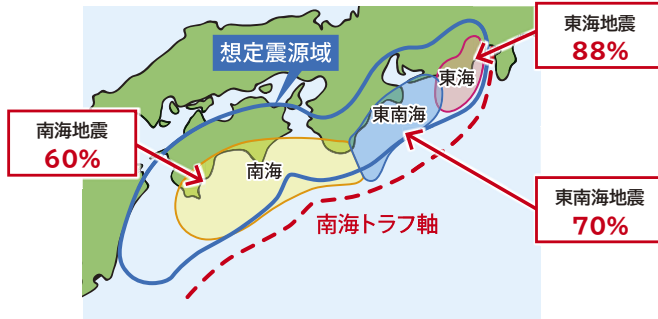 東海地震
88%
想定震源域
東海
東南海
南海地震
60%
南海
東南海地震
70%
南海トラフ軸